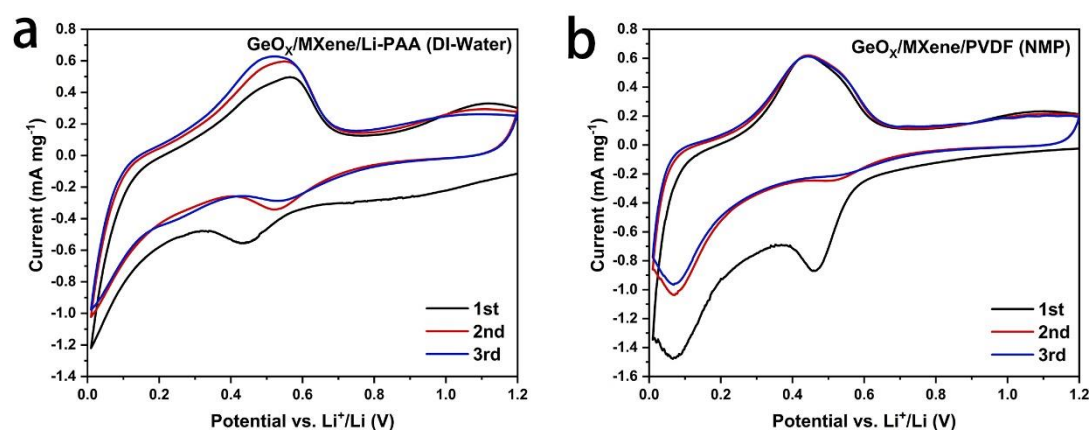 a
GeOX/MXene/Li-PAA (DI-Water)
Current (mA mg-1)
0.8
0.6
0.4
0.2
0.0
-0.2
-0.4
-0.6
-0.8
-1.0
-1.2
-1.4
1st
2nd
3rd
0.0 0.2 0.4 0.6 0.8 1.0 1.2
Potential vs. Li+/Li (V)
b
GeOX/MXene/PVDF (NMP)
Current (mA mg-1)
0.8
0.6
0.4
0.2
0.0
-0.2
-0.4
-0.6
-0.8
-1.0
-1.2
-1.4
-1.6
1st
2nd
3rd
0.0 0.2 0.4 0.6 0.8 1.0 1.2
Potential vs. Li+/Li (V)